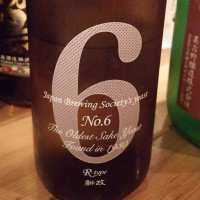 6
Japan Brewing Society's yeast
No.6
The Oldest Sake Yeast
Found in 1930
R-type
新政